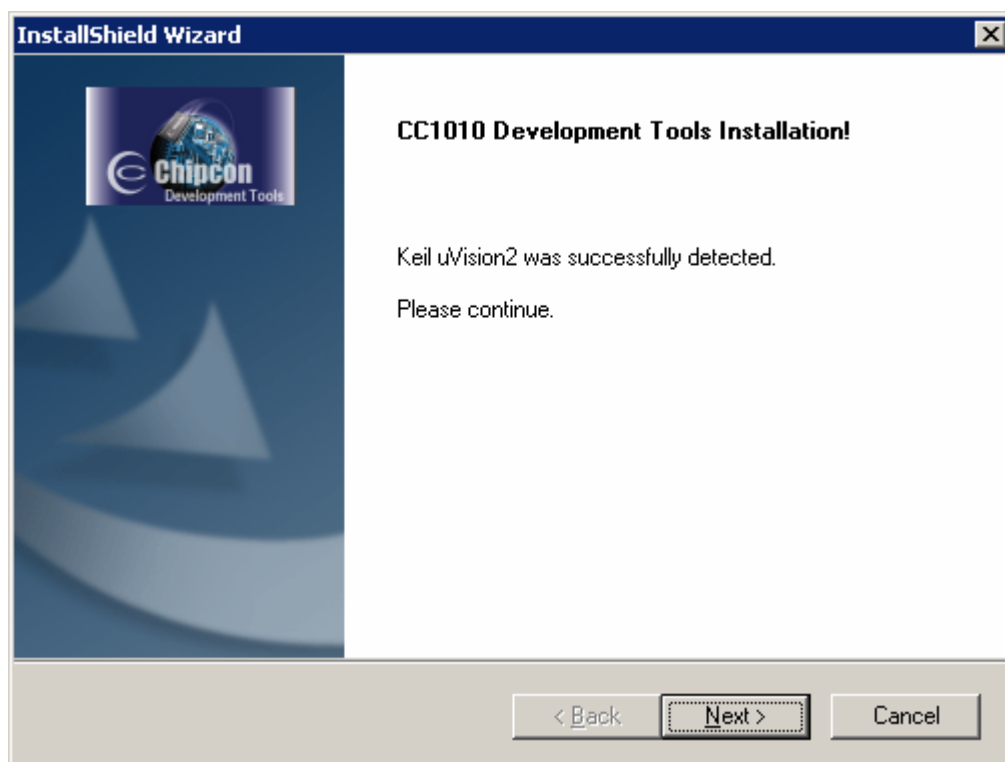 InstallShield Wizard
Chipcon
Development Tools
CC1010 Development Tools Installation!
Keil uVision2 was successfully detected.
Please continue.
< Back
Next >
Cancel